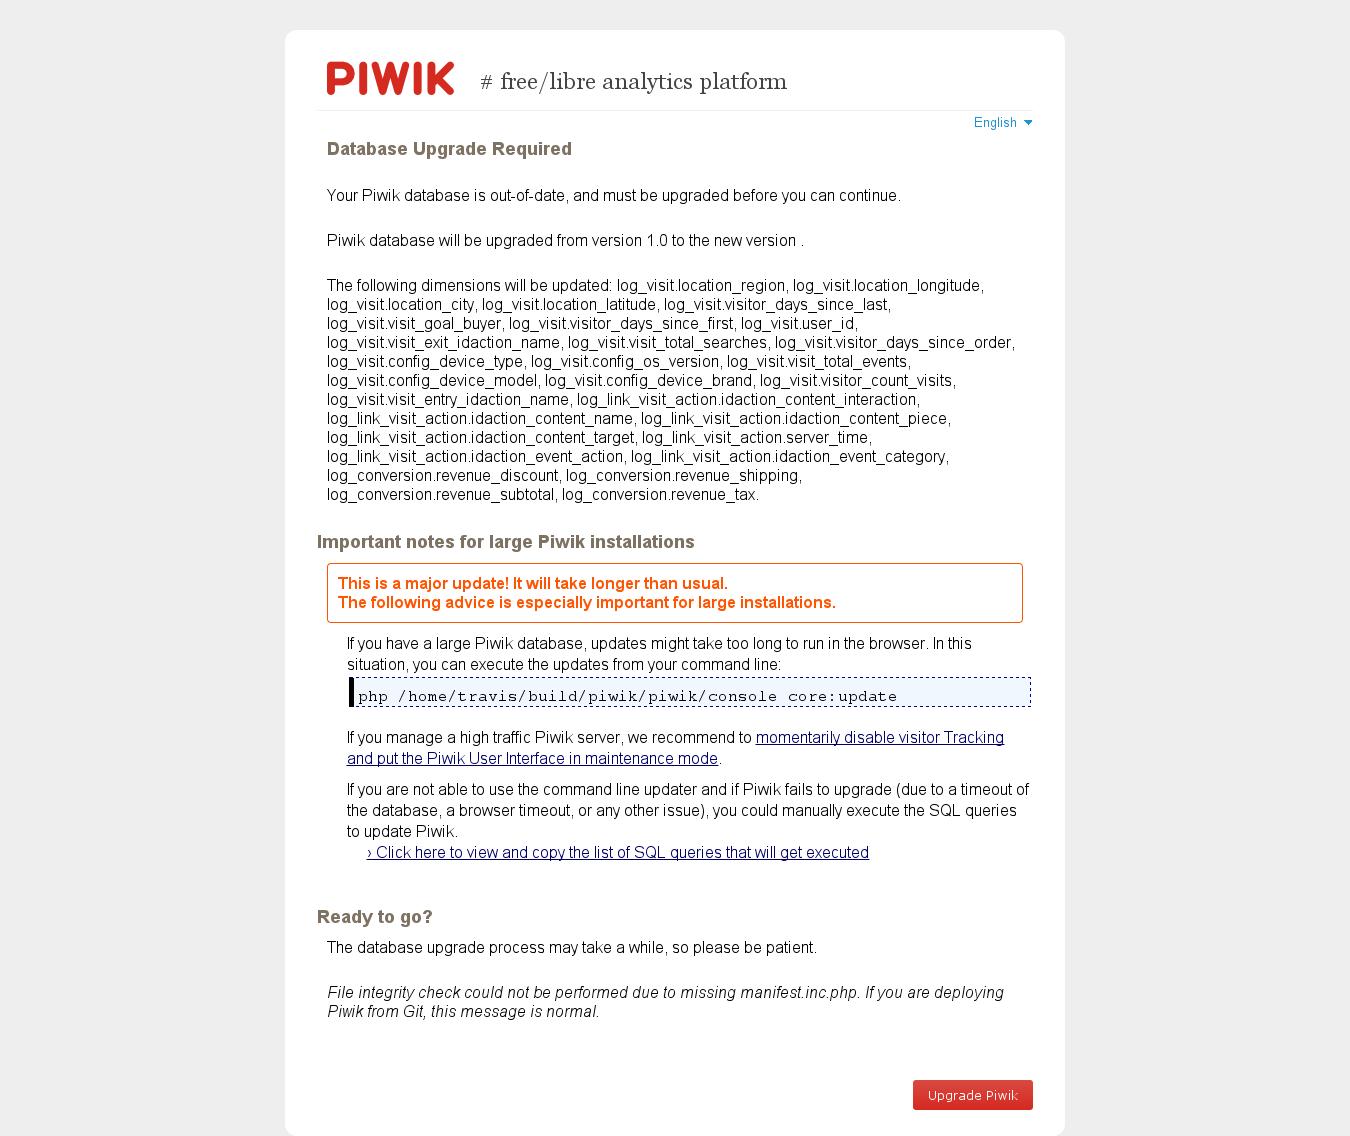 PIWIK # free/libre analytics platform
English
Database Upgrade Required
Your Piwik database is out-of-date, and must be upgraded before you can continue.
Piwik database will be upgraded from version 1.0 to the new version .
The following dimensions will be updated: log_visit.location_region, log_visit.location_longitude,
log_visit.location_city, log_visit.location_latitude, log_visit.visitor_days_since_last,
log_visit.visit_goal_buyer, log_visit.visitor_days_since_first, log_visit.user_id,
log_visit.visit_exit_idaction_name, log_visit.visit_total_searches, log_visit.visitor_days_since_order,
log_visit.config_device_type, log_visit.config_os_version, log_visit.visit_total_events,
log_visit.config_device_model, log_visit.config_device_brand, log_visit.visitor_count_visits,
log_visit.visit_entry_idaction_name, log_link_visit_action.idaction_content_interaction,
log_link_visit_action.idaction_content_name, log_link_visit_action.idaction_content_piece,
log_link_visit_action.idaction_content_target, log_link_visit_action.server_time,
log_link_visit_action.idaction_event_action, log_link_visit_action.idaction_event_category,
log_conversion.revenue_discount, log_conversion.revenue_shipping,
log_conversion.revenue_subtotal, log_conversion.revenue_tax.
Important notes for large Piwik installations
This is a major update! It will take longer than usual.
The following advice is especially important for large installations.
If you have a large Piwik database, updates might take too long to run in the browser. In this
situation, you can execute the updates from your command line:
php /home/travis/build/piwik/piwik/console core:update
If you manage a high traffic Piwik server, we recommend to momentarily disable visitor Tracking
and put the Piwik User Interface in maintenance mode.
If you are not able to use the command line updater and if Piwik fails to upgrade (due to a timeout of
the database, a browser timeout, or any other issue), you could manually execute the SQL queries
to update Piwik.
› Click here to view and copy the list of SQL queries that will get executed
Ready to go?
The database upgrade process may take a while, so please be patient.
File integrity check could not be performed due to missing manifest.inc.php. If you are deploying
Piwik from Git, this message is normal.
Upgrade Piwik